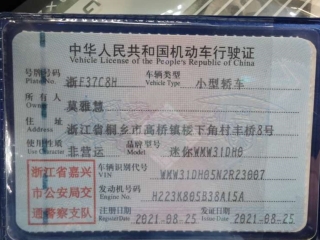 中华人民共和国机动车行驶证
Vehicle License of the People's Republic of China
号牌号码 浙F37C8H 车辆类型 小型轿车
Plate No. Vehicle Type
所有人 莫雅慧
Owner
住址 浙江省桐乡市高桥镇楼下角村丰桥8号
Address
使用性质 非营运 品牌型号 迷你WMW31DH0
Use Character Model
浙江省嘉兴市公安局交通警察支队
车辆识别代号 WMW31DH05N2R23007
VIN
发动机号码 H223K805B38A15A
Engine No.
注册日期 2021-08-25 发证日期 2021-08-25
Register Date Issue Date